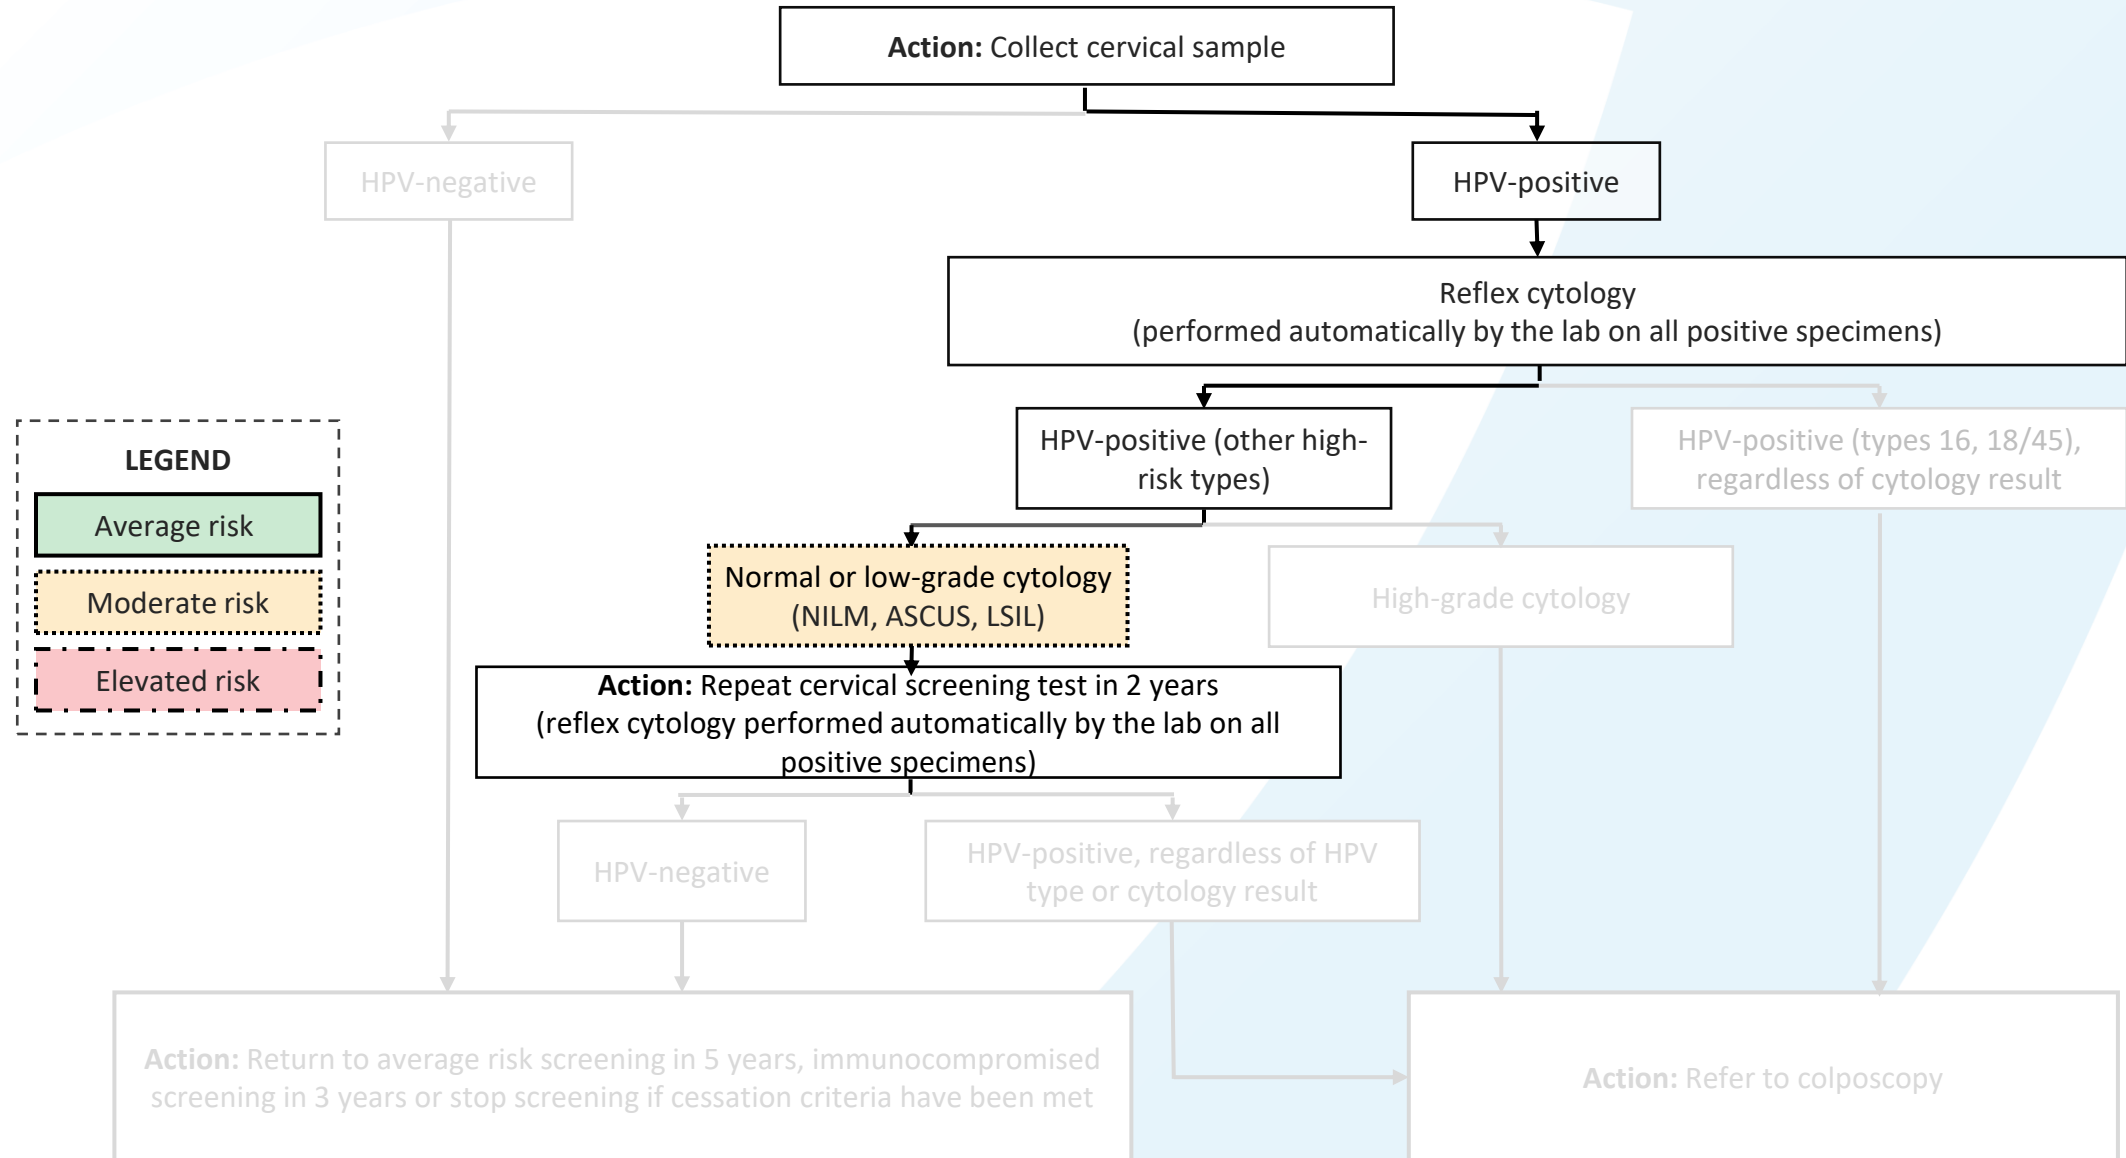 Action: Collect cervical sample
HPV-negative
HPV-positive
Reflex cytology
(performed automatically by the lab on all positive specimens)
HPV-positive (other high-
risk types)
HPV-positive (types 16, 18/45),
regardless of cytology result
LEGEND
Average risk
Moderate risk
Elevated risk
Normal or low-grade cytology
(NILM, ASCUS, LSIL)
High-grade cytology
Action: Repeat cervical screening test in 2 years
(reflex cytology performed automatically by the lab on all
positive specimens)
HPV-negative
HPV-positive, regardless of HPV
type or cytology result
Action: Return to average risk screening in 5 years, immunocompromised
screening in 3 years or stop screening if cessation criteria have been met
Action: Refer to colposcopy